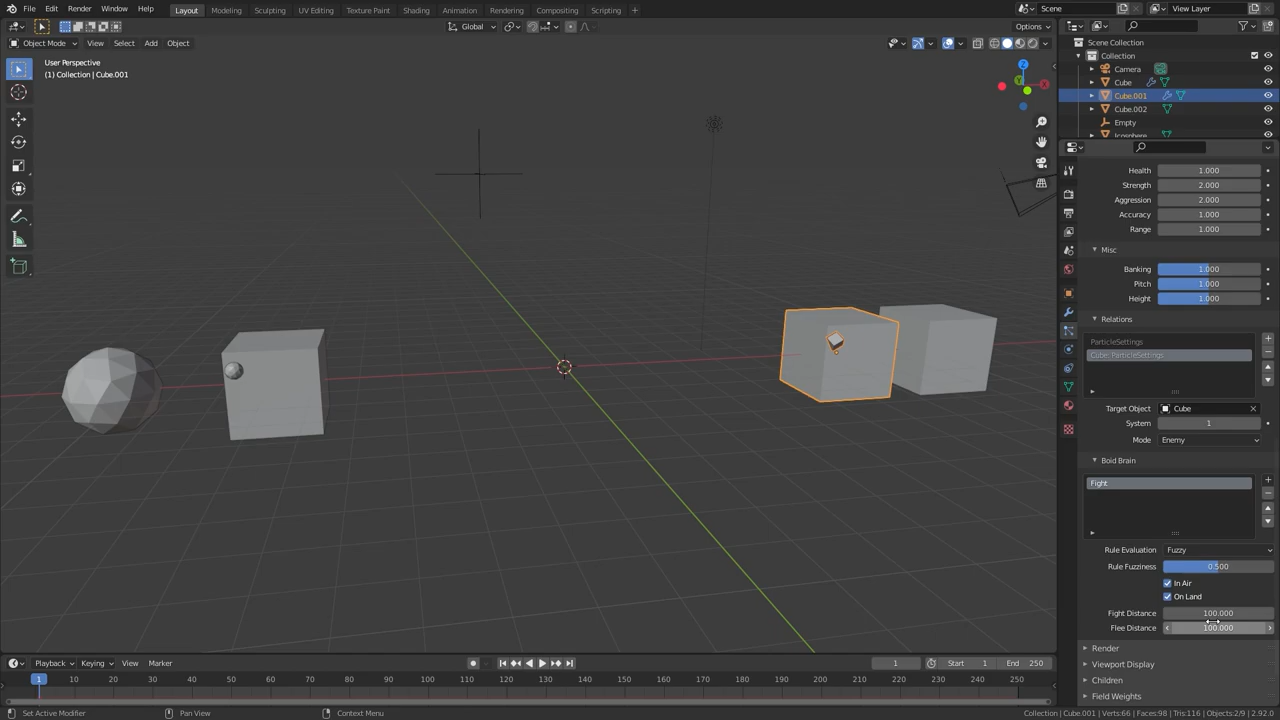 File Edit Render Window Help Layout Modeling Sculpting UV Editing Texture Paint Shading Animation Rendering Compositing Scripting + Scene View Layer
Global Options
Object Mode View Select Add Object
User Perspective
(1) Collection | Cube.001
Z
Y
X
Scene Collection
Collection
Camera
Cube
Cube.001
Cube.002
Empty
Icosphere
Health 1.000
Strength 2.000
Aggression 2.000
Accuracy 1.000
Range 1.000
Misc
Banking 1.000
Pitch 1.000
Height 1.000
Relations
ParticleSettings
Cube: ParticleSettings
Target Object Cube
System 1
Mode Enemy
Boid Brain
Fight
Rule Evaluation Fuzzy
Rule Fuzziness 0.500
In Air
On Land
Fight Distance 100.000
Flee Distance 100.000
Render
Viewport Display
Children
Field Weights
Playback Keying View Marker 1 Start 1 End 250
1 10 20 30 40 50 60 70 80 90 100 110 120 130 140 150 160 170 180 190 200 210 220 230 240 250
Set Active Modifier Pan View Context Menu Collection | Cube.001 | Verts:66 | Faces:98 | Tris:116 | Objects:2/9 | 2.92.0